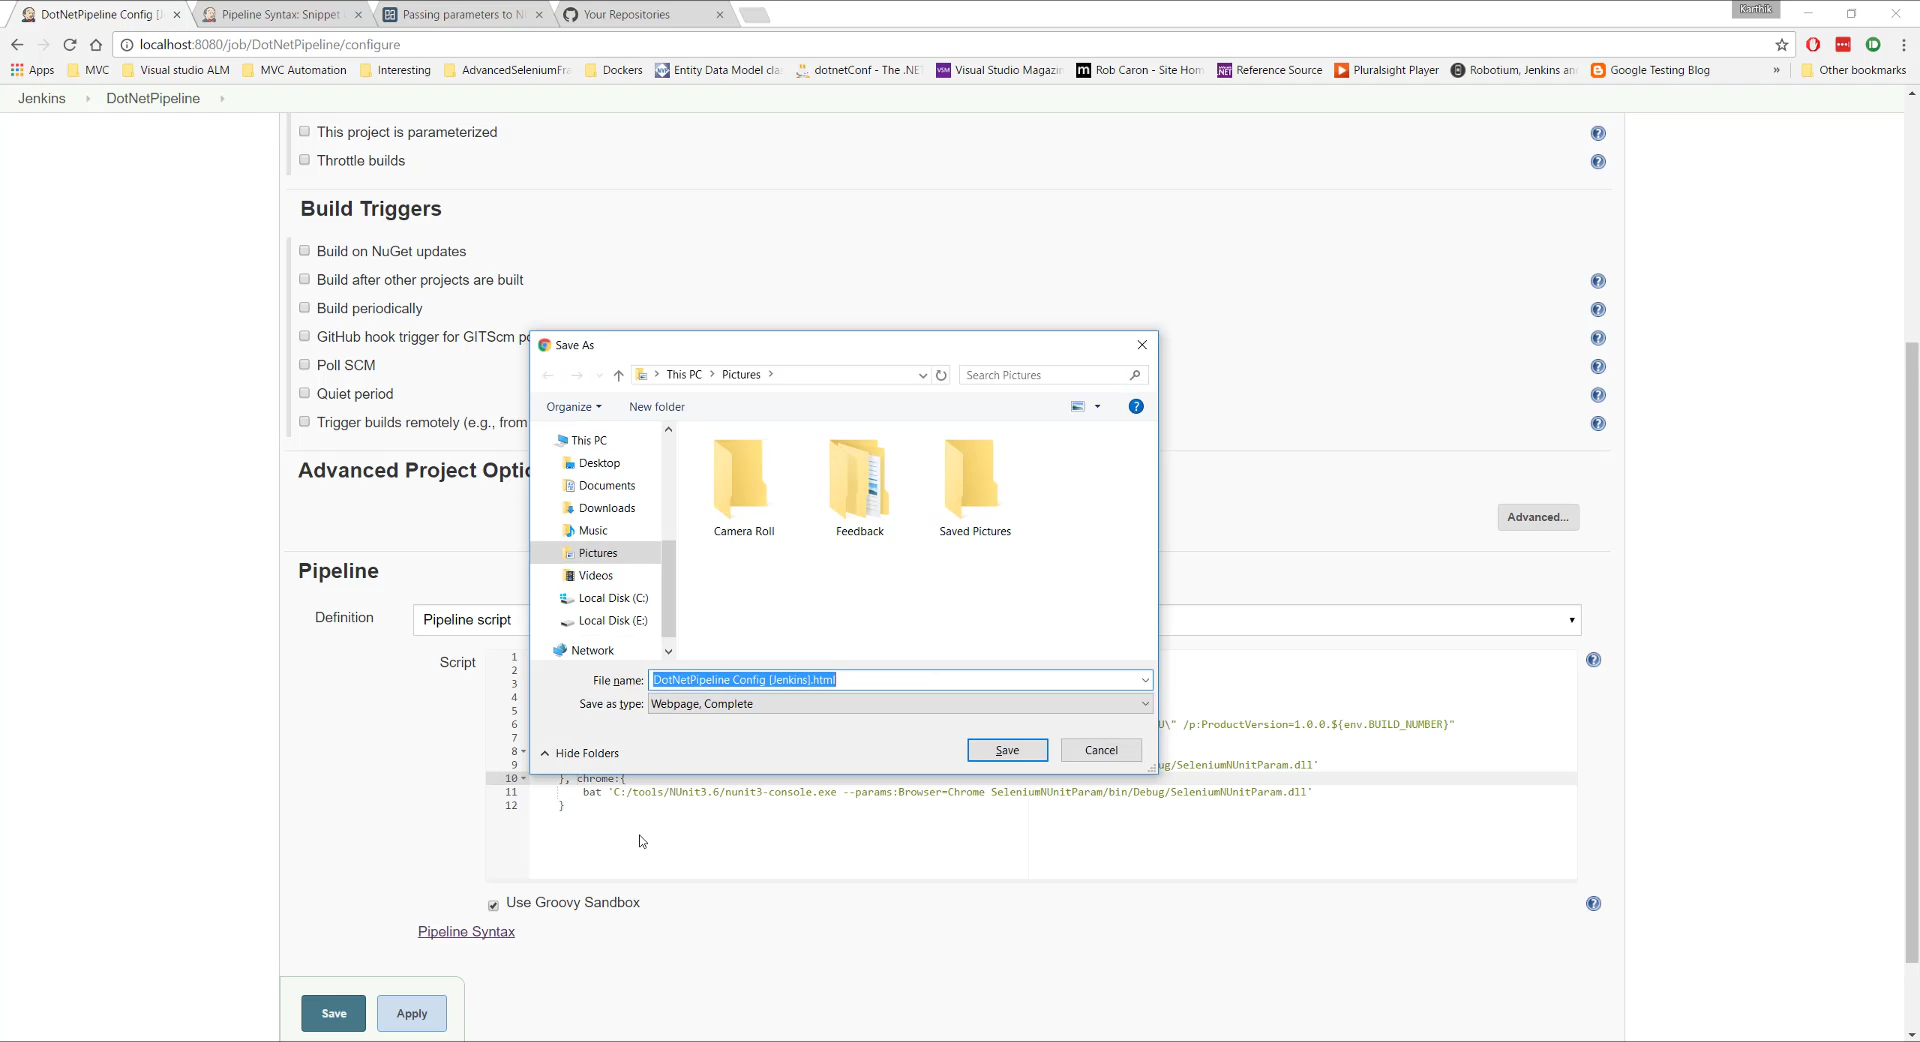 DotNetPipeline Config [J
Pipeline Syntax: Snippet
Passing parameters to N
Your Repositories
Karthik
localhost:8080/job/DotNetPipeline/configure
Apps
MVC
Visual studio ALM
MVC Automation
Interesting
AdvancedSeleniumFra
Dockers
Entity Data Model cla
dotnetConf - The .NET
Visual Studio Magazin
Rob Caron - Site Hom
Reference Source
Pluralsight Player
Robotium, Jenkins an
Google Testing Blog
»
Other bookmarks
Jenkins
DotNetPipeline
This project is parameterized
Throttle builds
Build Triggers
Build on NuGet updates
Build after other projects are built
Build periodically
GitHub hook trigger for GITScm po
Poll SCM
Quiet period
Trigger builds remotely (e.g., from
Advanced Project Optio
Advanced...
Pipeline
Definition
Pipeline script
Script
1
2
3
4
5
6
U\" /p:ProductVersion=1.0.0.${env.BUILD_NUMBER}"
7
8
9
ug/SeleniumNUnitParam.dll'
10
}, chrome:{
11
bat 'C:/tools/NUnit3.6/nunit3-console.exe --params:Browser=Chrome SeleniumNUnitParam/bin/Debug/SeleniumNUnitParam.dll'
12
}
Use Groovy Sandbox
Pipeline Syntax
Save
Apply
Save As
This PC
Pictures
Search Pictures
Organize
New folder
This PC
Desktop
Documents
Downloads
Music
Pictures
Videos
Local Disk (C:)
Local Disk (E:)
Network
Camera Roll
Feedback
Saved Pictures
File name:
DotNetPipeline Config [Jenkins].html
Save as type:
Webpage, Complete
Hide Folders
Save
Cancel